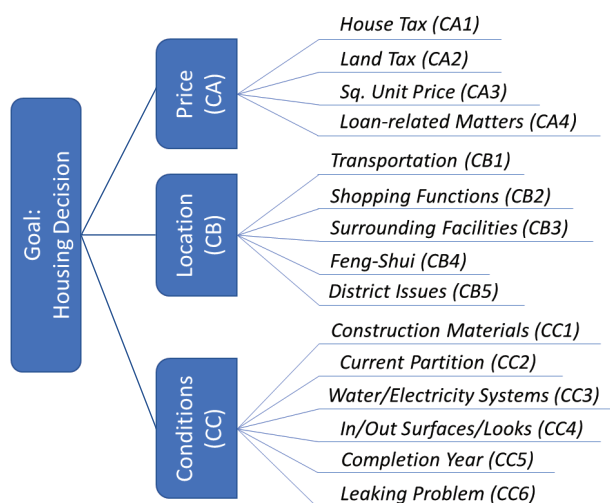 Goal:
Housing Decision
Price
(CA)
House Tax (CA1)
Land Tax (CA2)
Sq. Unit Price (CA3)
Loan-related Matters (CA4)
Location
(CB)
Transportation (CB1)
Shopping Functions (CB2)
Surrounding Facilities (CB3)
Feng-Shui (CB4)
District Issues (CB5)
Conditions
(CC)
Construction Materials (CC1)
Current Partition (CC2)
Water/Electricity Systems (CC3)
In/Out Surfaces/Looks (CC4)
Completion Year (CC5)
Leaking Problem (CC6)